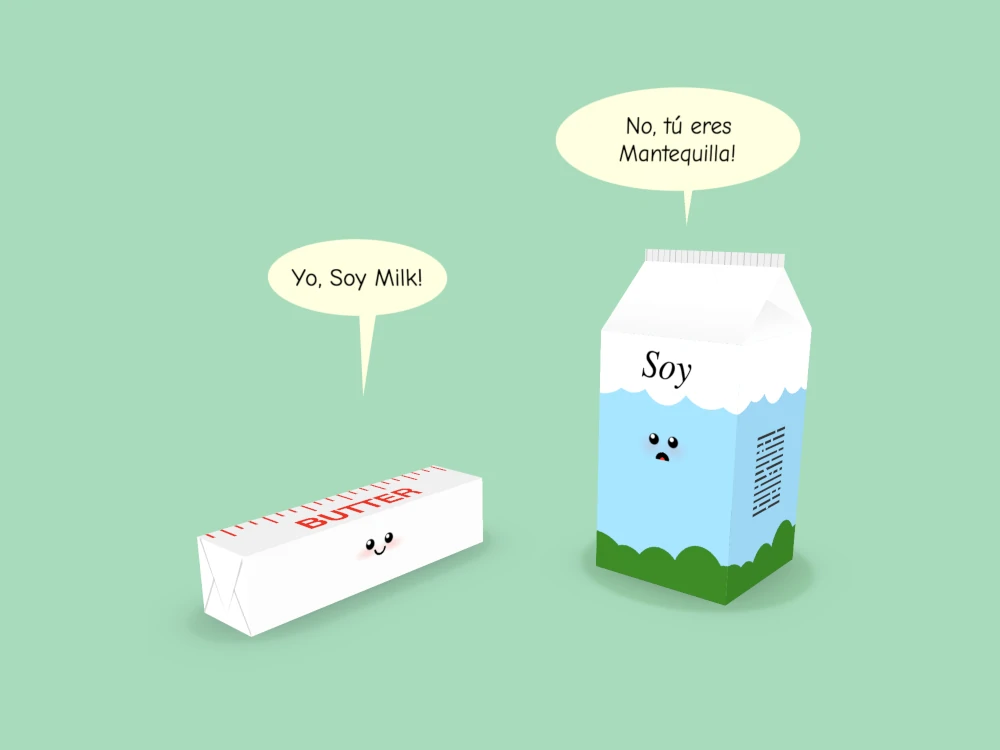 No, tú eres
Mantequilla!
Yo, Soy Milk!
Soy
BUTTER